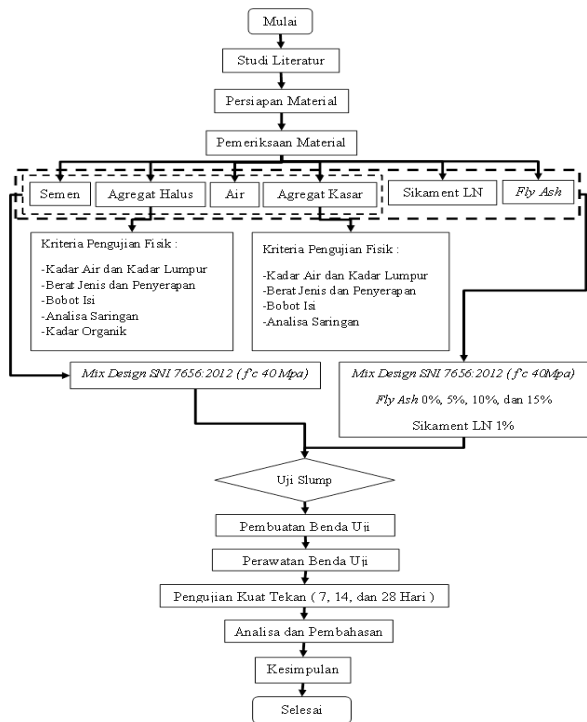 Mulai
Studi Literatur
Persiapan Material
Pemeriksaan Material
Semen
Agregat Halus
Air
Agregat Kasar
Sikament LN
Fly Ash
Kriteria Pengujian Fisik :
-Kadar Air dan Kadar Lumpur
-Berat Jenis dan Penyerapan
-Bobot Isi
-Analisa Saringan
-Kadar Organik
Kriteria Pengujian Fisik :
-Kadar Air dan Kadar Lumpur
-Berat Jenis dan Penyerapan
-Bobot Isi
-Analisa Saringan
Mix Design SNI 7656:2012 ( f'c 40 Mpa)
Mix Design SNI 7656:2012 ( f'c 40Mpa)
Fly Ash 0%, 5%, 10%, dan 15%
Sikament LN 1%
Uji Slump
Pembuatan Benda Uji
Perawatan Benda Uji
Pengujian Kuat Tekan ( 7, 14, dan 28 Hari )
Analisa dan Pembahasan
Kesimpulan
Selesai